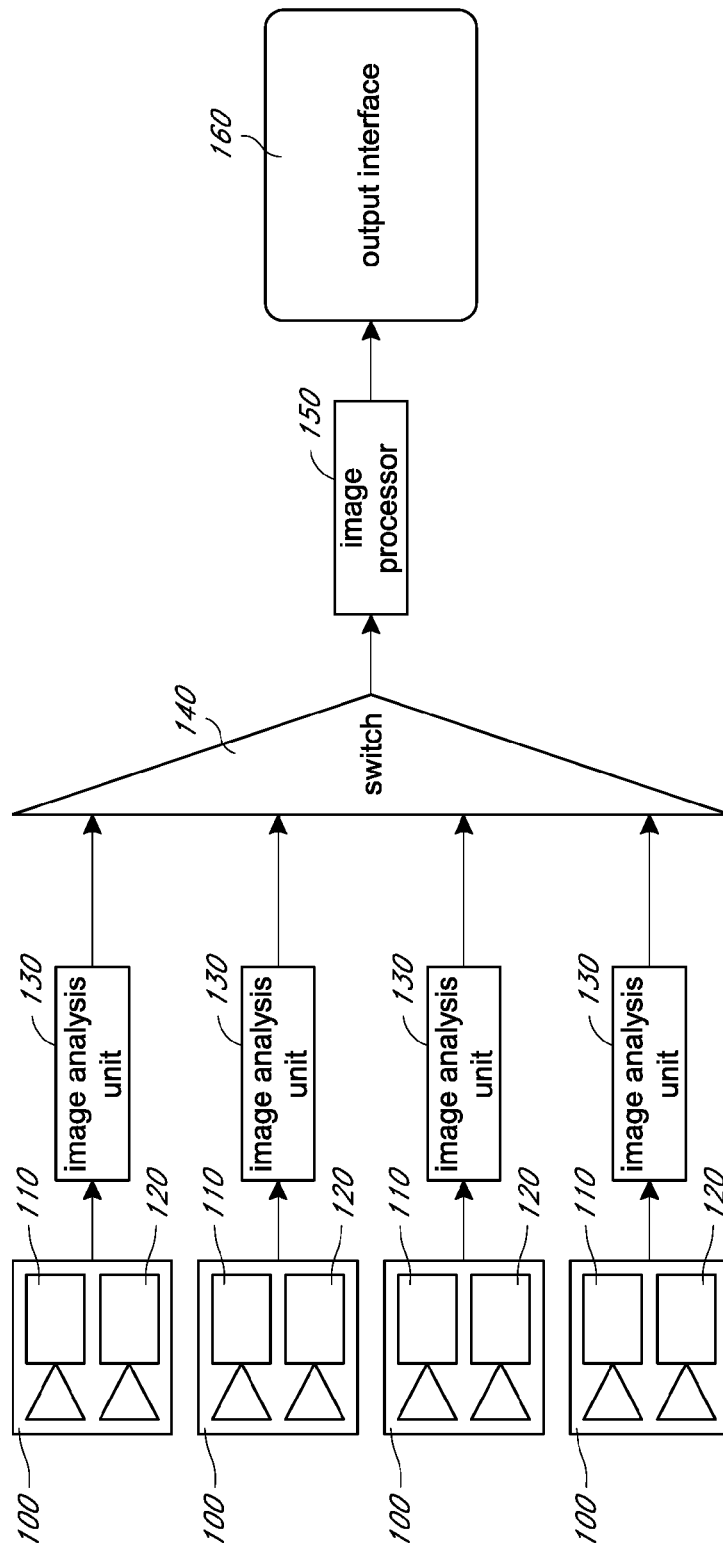 100
110
120
130
image analysis
unit
100
110
120
130
image analysis
unit
100
110
120
130
image analysis
unit
100
110
120
130
image analysis
unit
140
switch
150
image
processor
160
output interface